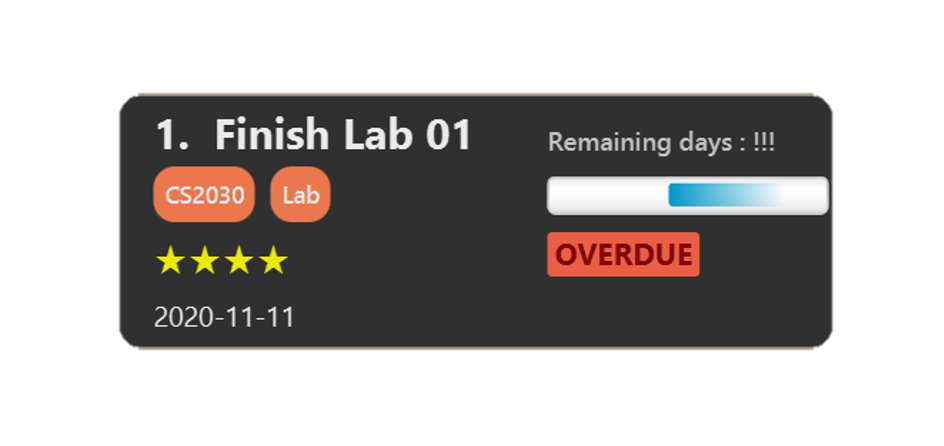 1. Finish Lab 01
CS2030 Lab
★★★★
2020-11-11
Remaining days : !!!
OVERDUE